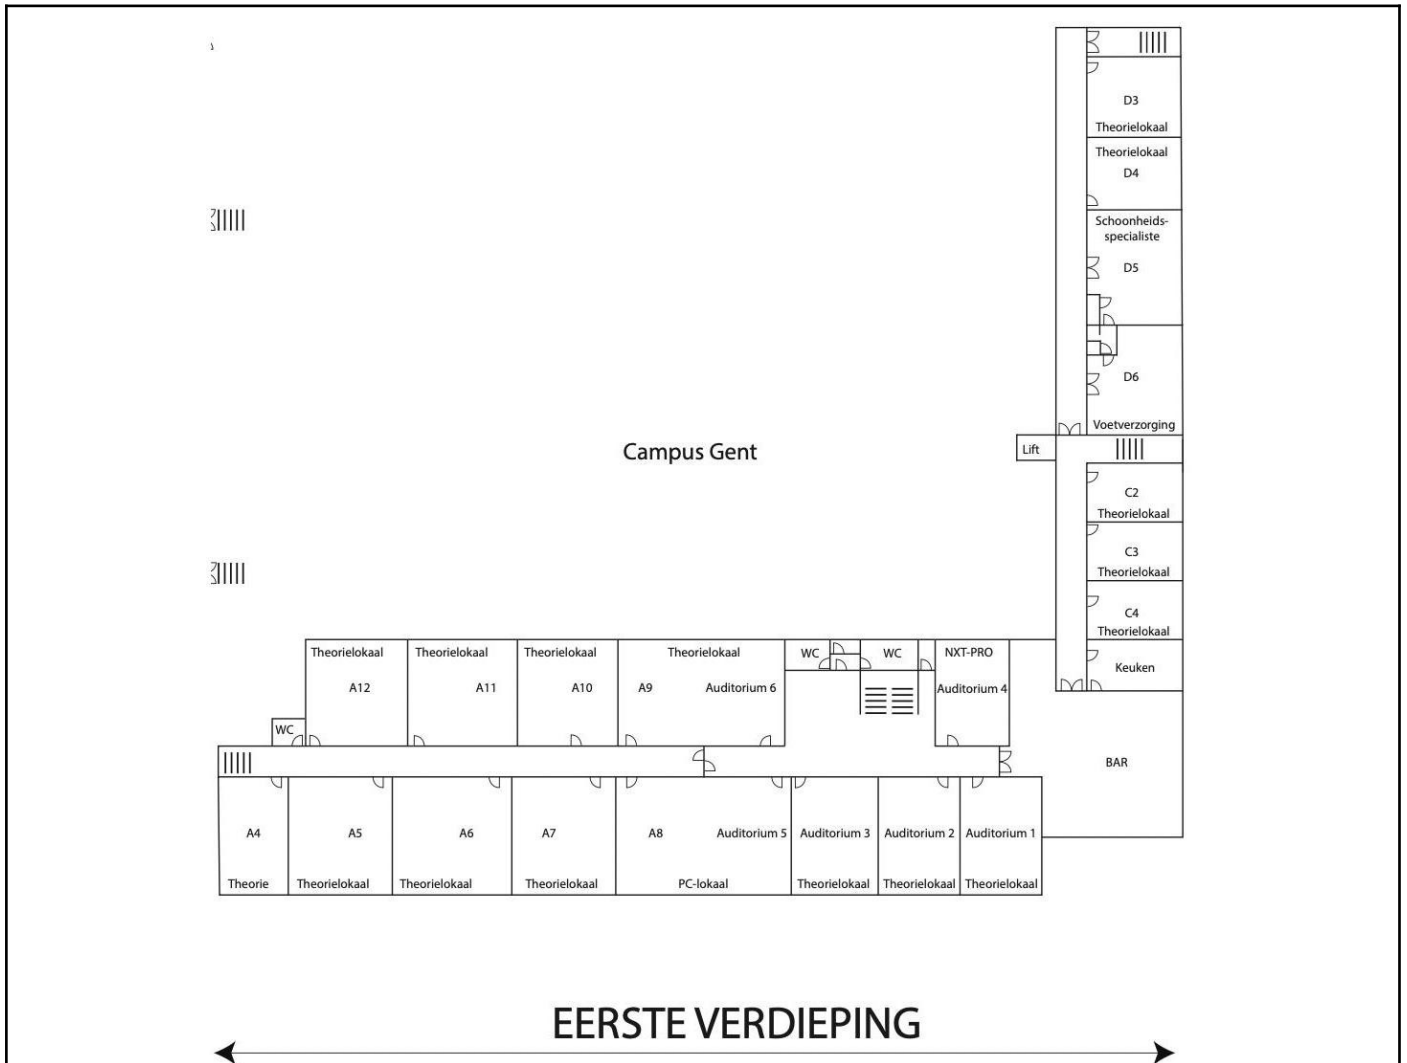 D3
Theorielokaal
Theorielokaal
D4
Schoonheids-
specialiste
D5
D6
Voetverzorging
Campus Gent
Lift
C2
Theorielokaal
C3
Theorielokaal
C4
Theorielokaal
Keuken
Theorielokaal Theorielokaal Theorielokaal Theorielokaal WC WC NXT-PRO
A12 A11 A10 A9 Auditorium 6 Auditorium 4
WC
BAR
A4 A5 A6 A7 A8 Auditorium 5 Auditorium 3 Auditorium 2 Auditorium 1
Theorie Theorielokaal Theorielokaal Theorielokaal PC-lokaal Theorielokaal Theorielokaal Theorielokaal
EERSTE VERDIEPING